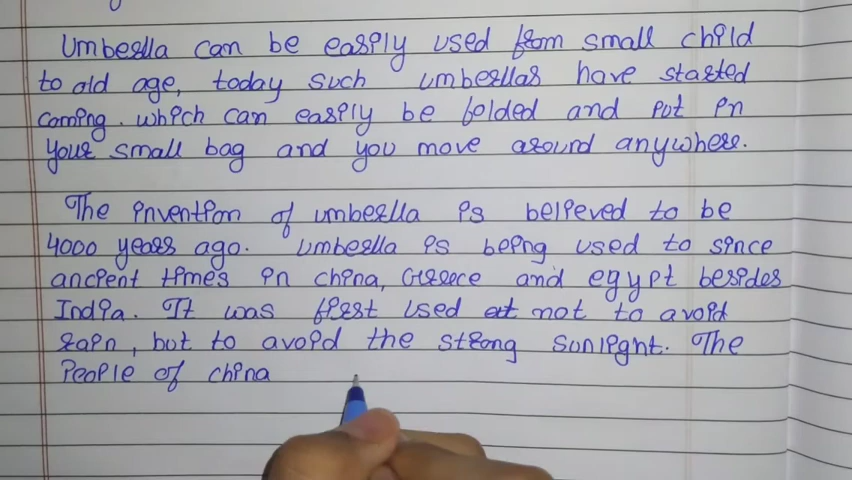 Umbrella can be easily used from small child
to old age, today such umbrellas have started
coming. which can easily be folded and put in
your small bag and you move around anywhere.
The invention of umbrella is believed to be
4000 years ago. Umbrella is being used to since
ancient times in china, Greece and egypt besides
India. It was first used not to avoid
rain, but to avoid the strong sunlight. The
People of china